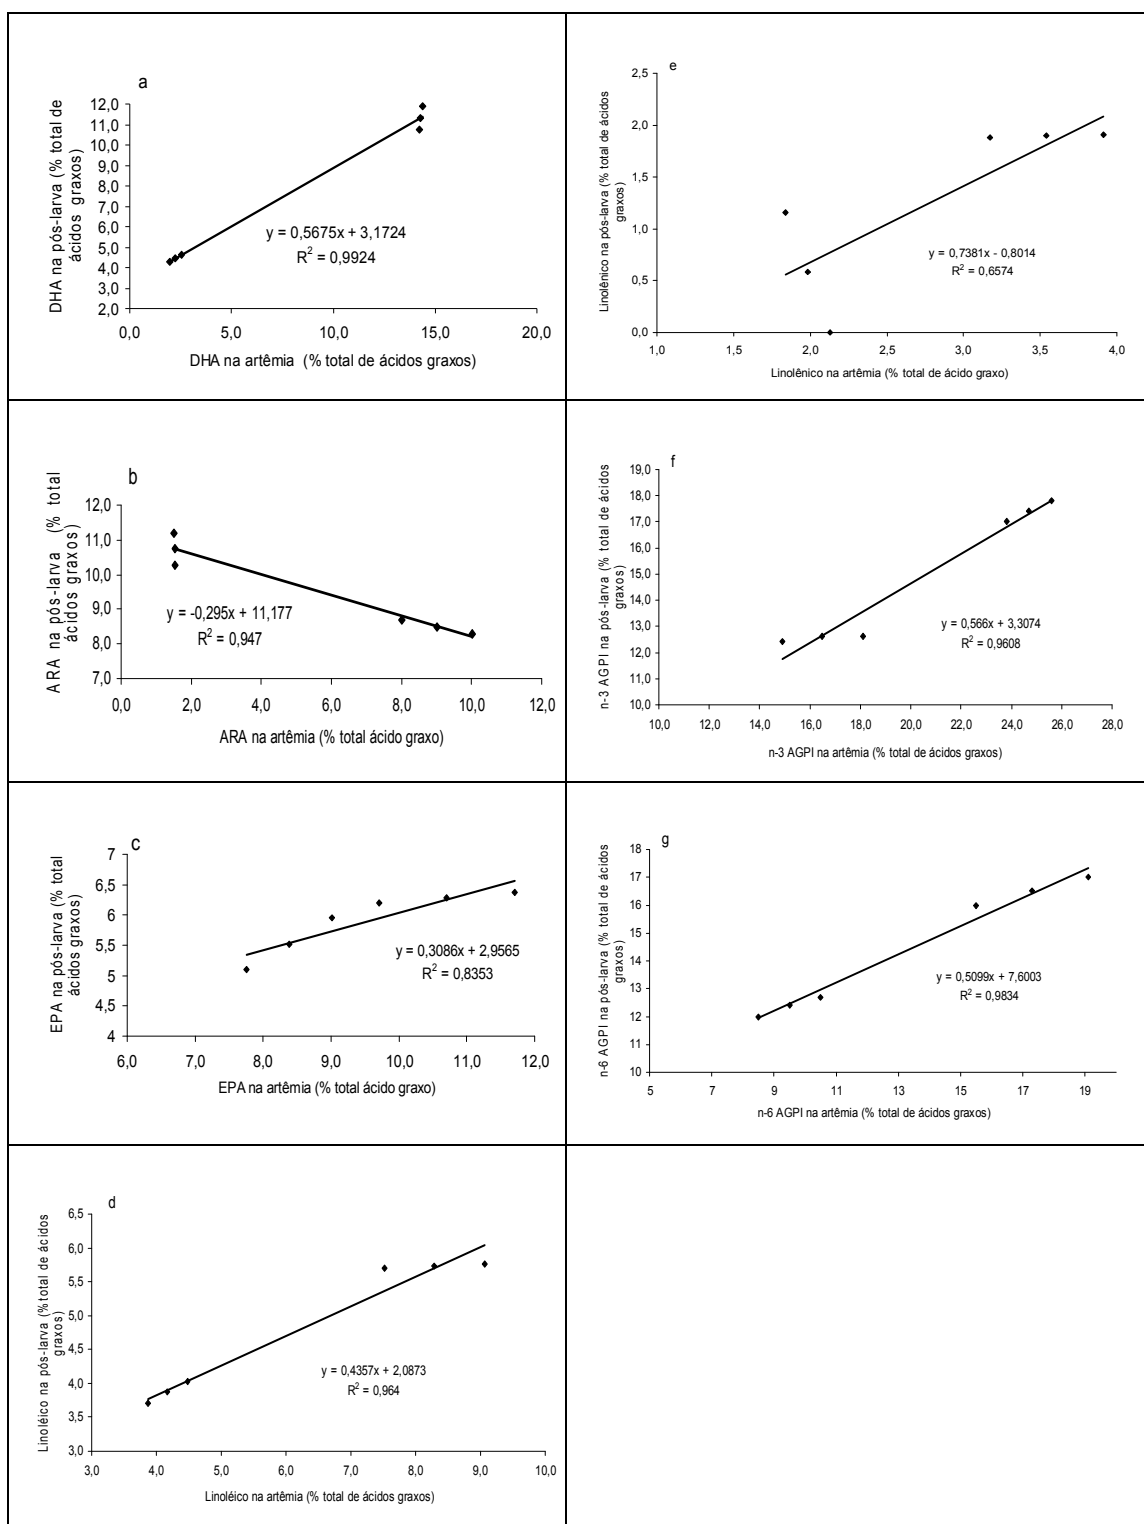 a
DHA na pós-larva (% total de
ácidos graxos)
12,0
11,0
10,0
9,0
8,0
7,0
6,0
5,0
4,0
3,0
2,0
y = 0,5675x + 3,1724
R² = 0,9924
0,0 5,0 10,0 15,0 20,0
DHA na artêmia (% total de ácidos graxos)
e
Linolênico na pós-larva (% total de ácidos
graxos)
2,5
2,0
1,5
1,0
0,5
0,0
y = 0,7381x - 0,8014
R² = 0,6574
1,0 1,5 2,0 2,5 3,0 3,5 4,0
Linolênico na artêmia (% total de ácido graxo)
b
ARA na pós-larva (% total
ácidos graxos)
12,0
11,0
10,0
9,0
8,0
7,0
y = -0,295x + 11,177
R² = 0,947
0,0 2,0 4,0 6,0 8,0 10,0 12,0
ARA na artêmia (% total ácido graxo)
f
n-3 AGPI na pós-larva (% total de ácidos
graxos)
19,0
18,0
17,0
16,0
15,0
14,0
13,0
12,0
11,0
10,0
y = 0,566x + 3,3074
R² = 0,9608
10,0 12,0 14,0 16,0 18,0 20,0 22,0 24,0 26,0 28,0
n-3 AGPI na artêmia (% total de ácidos graxos)
c
EPA na pós-larva (% total
ácidos graxos)
7
6,5
6
5,5
5
4,5
4
y = 0,3086x + 2,9565
R² = 0,8353
6,0 7,0 8,0 9,0 10,0 11,0 12,0
EPA na artêmia (% total ácido graxo)
g
n-6 AGPI na pós-larva (% total de ácidos
graxos)
18
17
16
15
14
13
12
11
10
y = 0,5099x + 7,6003
R² = 0,9834
5 7 9 11 13 15 17 19
n-6 AGPI na artêmia (% total de ácidos graxos)
d
Linoléico na pós-larva (% total de ácidos
graxos)
6,5
6,0
5,5
5,0
4,5
4,0
3,5
3,0
y = 0,4357x + 2,0873
R² = 0,964
3,0 4,0 5,0 6,0 7,0 8,0 9,0 10,0
Linoléico na artêmia (% total de ácidos graxos)